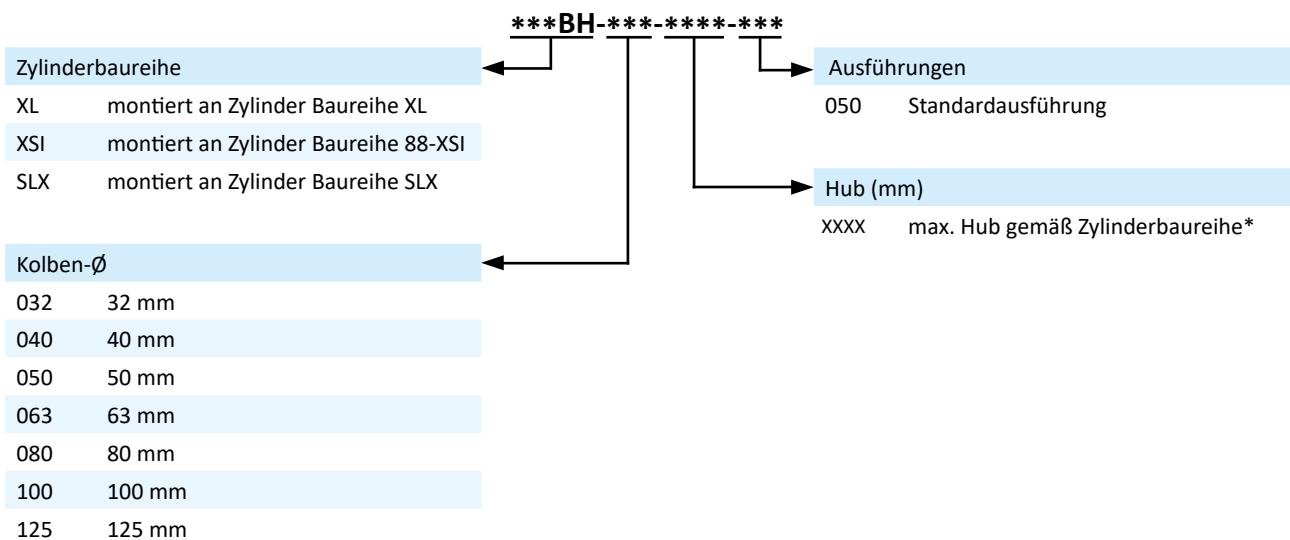 ***BH-***-****-***
Zylinderbaureihe
XL montiert an Zylinder Baureihe XL
XSI montiert an Zylinder Baureihe 88-XSI
SLX montiert an Zylinder Baureihe SLX
Kolben-Ø
032 32 mm
040 40 mm
050 50 mm
063 63 mm
080 80 mm
100 100 mm
125 125 mm
Ausführungen
050 Standardausführung
Hub (mm)
XXXX max. Hub gemäß Zylinderbaureihe*